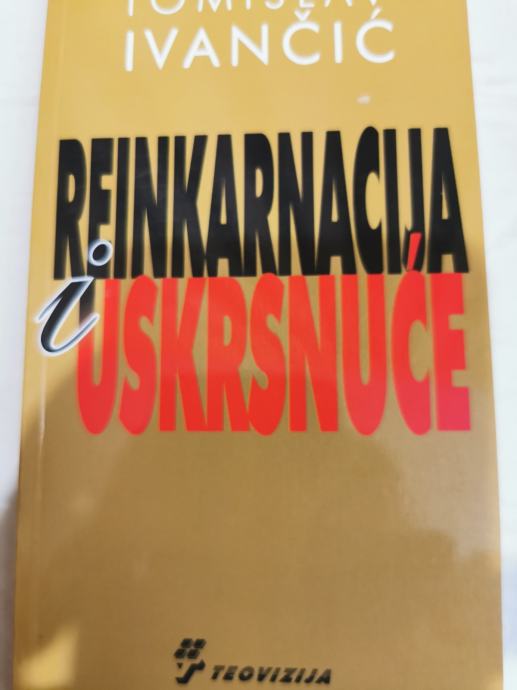 TOMISLAV
IVANČIĆ
REINKARNACIJA
i
USKRSNUĆE
TEOVIZIJA